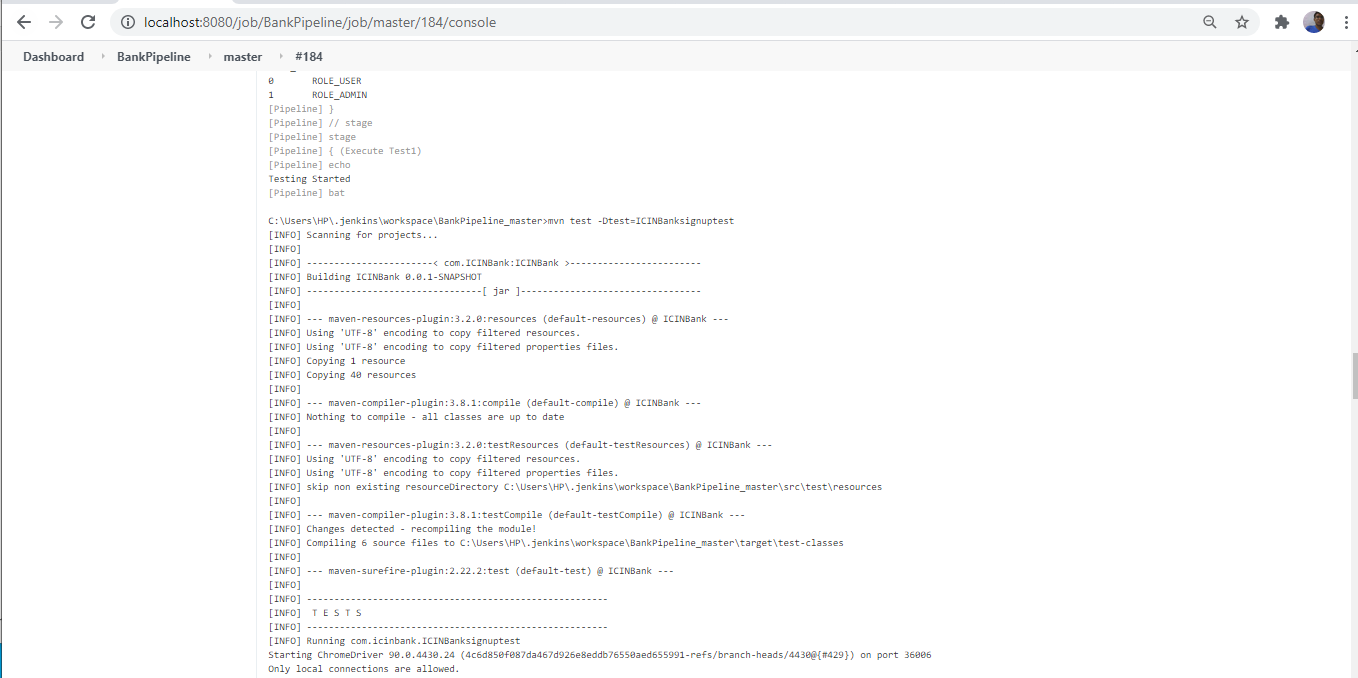 localhost:8080/job/BankPipeline/job/master/184/console
Dashboard BankPipeline master #184
0 ROLE_USER
1 ROLE_ADMIN
[Pipeline] }
[Pipeline] // stage
[Pipeline] stage
[Pipeline] { (Execute Test1)
[Pipeline] echo
Testing Started
[Pipeline] bat
C:\Users\HP\.jenkins\workspace\BankPipeline_master>mvn test -Dtest=ICINBanksignuptest
[INFO] Scanning for projects...
[INFO]
[INFO] -----------------------< com.ICINBank:ICINBank >------------------------
[INFO] Building ICINBank 0.0.1-SNAPSHOT
[INFO] --------------------------------[ jar ]---------------------------------
[INFO]
[INFO] --- maven-resources-plugin:3.2.0:resources (default-resources) @ ICINBank ---
[INFO] Using 'UTF-8' encoding to copy filtered resources.
[INFO] Using 'UTF-8' encoding to copy filtered properties files.
[INFO] Copying 1 resource
[INFO] Copying 40 resources
[INFO]
[INFO] --- maven-compiler-plugin:3.8.1:compile (default-compile) @ ICINBank ---
[INFO] Nothing to compile - all classes are up to date
[INFO]
[INFO] --- maven-resources-plugin:3.2.0:testResources (default-testResources) @ ICINBank ---
[INFO] Using 'UTF-8' encoding to copy filtered resources.
[INFO] Using 'UTF-8' encoding to copy filtered properties files.
[INFO] skip non existing resourceDirectory C:\Users\HP\.jenkins\workspace\BankPipeline_master\src\test\resources
[INFO]
[INFO] --- maven-compiler-plugin:3.8.1:testCompile (default-testCompile) @ ICINBank ---
[INFO] Changes detected - recompiling the module!
[INFO] Compiling 6 source files to C:\Users\HP\.jenkins\workspace\BankPipeline_master\target\test-classes
[INFO]
[INFO] --- maven-surefire-plugin:2.22.2:test (default-test) @ ICINBank ---
[INFO]
[INFO] -------------------------------------------------------
[INFO]  T E S T S
[INFO] -------------------------------------------------------
[INFO] Running com.icinbank.ICINBanksignuptest
Starting ChromeDriver 90.0.4430.24 (4c6d850f087da467d926e8eddb76550aed655991-refs/branch-heads/4430@{#429}) on port 36006
Only local connections are allowed.